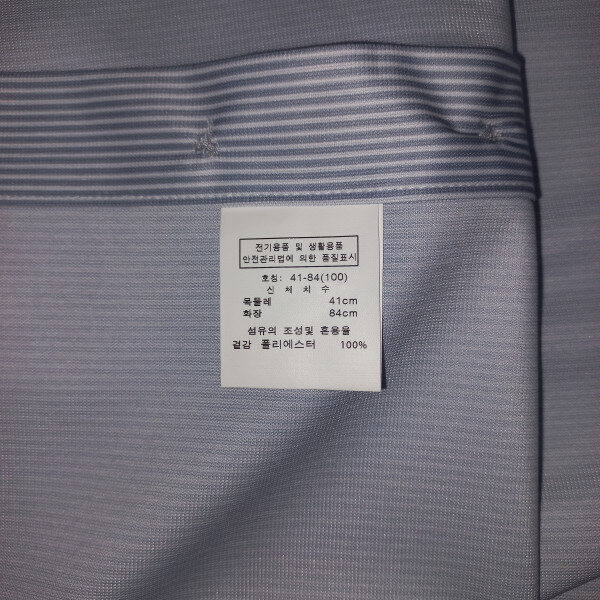 전기용품 및 생활용품
안전관리법에 의한 품질표시
호칭: 41-84(100)
신 체 치 수
목둘레 41cm
화장 84cm
섬유의 조성및 혼용율
겉감 폴리에스터 100%